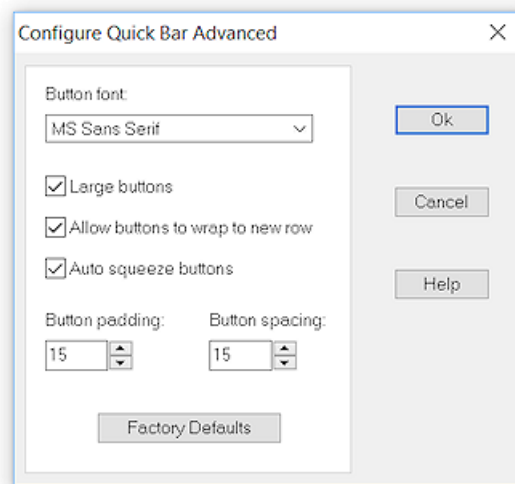 Configure Quick Bar Advanced
Button font:
MS Sans Serif
Ok
Large buttons
Cancel
Allow buttons to wrap to new row
Auto squeeze buttons
Help
Button padding: Button spacing:
15 15
Factory Defaults